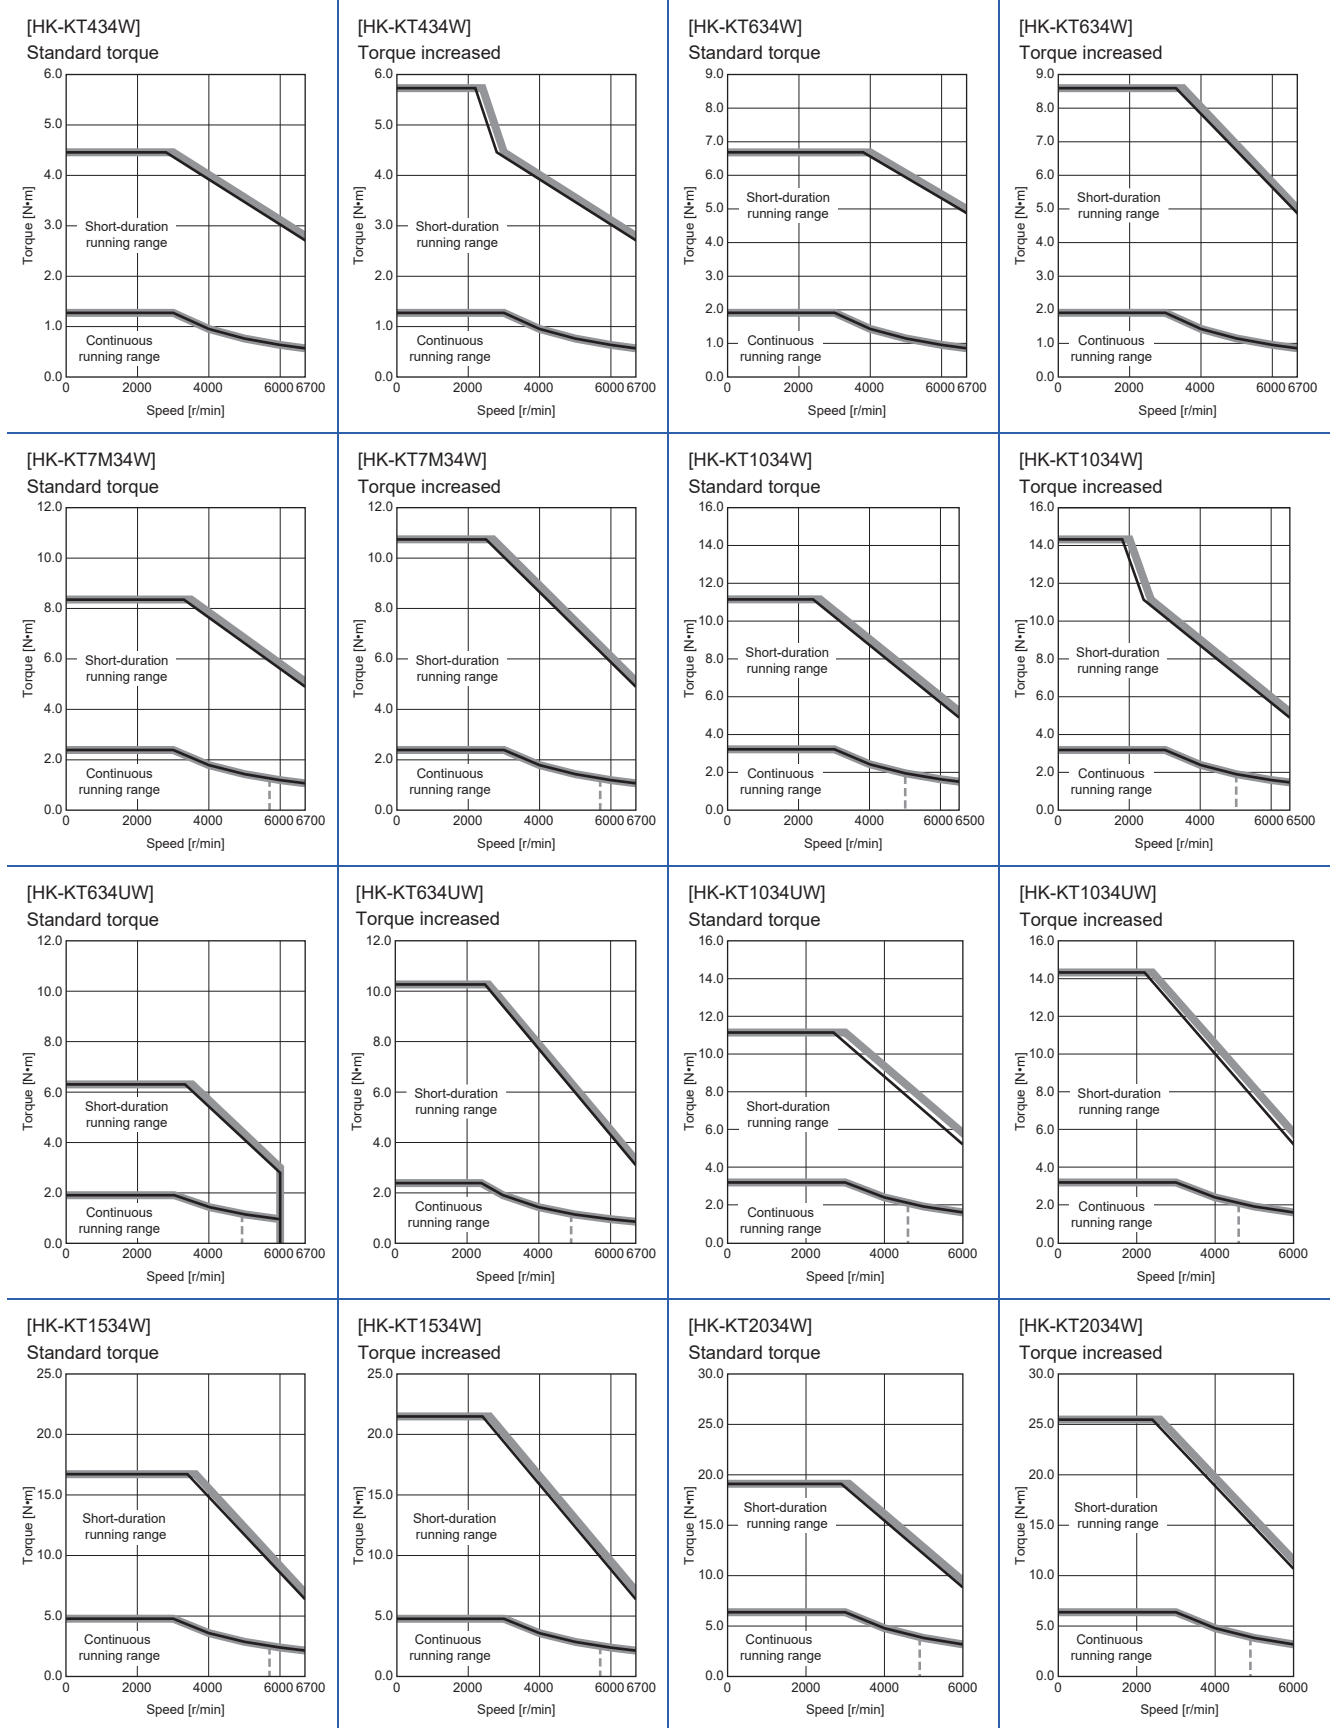 [HK-KT434W]
Standard torque
6.0
5.0
4.0
3.0
2.0
1.0
0.0
Torque [N•m]
Short-duration
running range
Continuous
running range
0 2000 4000 6000 6700
Speed [r/min]
[HK-KT434W]
Torque increased
6.0
5.0
4.0
3.0
2.0
1.0
0.0
Torque [N•m]
Short-duration
running range
Continuous
running range
0 2000 4000 6000 6700
Speed [r/min]
[HK-KT634W]
Standard torque
9.0
8.0
7.0
6.0
5.0
4.0
3.0
2.0
1.0
0.0
Torque [N•m]
Short-duration
running range
Continuous
running range
0 2000 4000 6000 6700
Speed [r/min]
[HK-KT634W]
Torque increased
9.0
8.0
7.0
6.0
5.0
4.0
3.0
2.0
1.0
0.0
Torque [N•m]
Short-duration
running range
Continuous
running range
0 2000 4000 6000 6700
Speed [r/min]
[HK-KT7M34W]
Standard torque
12.0
10.0
8.0
6.0
4.0
2.0
0.0
Torque [N•m]
Short-duration
running range
Continuous
running range
0 2000 4000 6000 6700
Speed [r/min]
[HK-KT7M34W]
Torque increased
12.0
10.0
8.0
6.0
4.0
2.0
0.0
Torque [N•m]
Short-duration
running range
Continuous
running range
0 2000 4000 6000 6700
Speed [r/min]
[HK-KT1034W]
Standard torque
16.0
14.0
12.0
10.0
8.0
6.0
4.0
2.0
0.0
Torque [N•m]
Short-duration
running range
Continuous
running range
0 2000 4000 6000 6500
Speed [r/min]
[HK-KT1034W]
Torque increased
16.0
14.0
12.0
10.0
8.0
6.0
4.0
2.0
0.0
Torque [N•m]
Short-duration
running range
Continuous
running range
0 2000 4000 6000 6500
Speed [r/min]
[HK-KT634UW]
Standard torque
12.0
10.0
8.0
6.0
4.0
2.0
0.0
Torque [N•m]
Short-duration
running range
Continuous
running range
0 2000 4000 6000 6700
Speed [r/min]
[HK-KT634UW]
Torque increased
12.0
10.0
8.0
6.0
4.0
2.0
0.0
Torque [N•m]
Short-duration
running range
Continuous
running range
0 2000 4000 6000 6700
Speed [r/min]
[HK-KT1034UW]
Standard torque
16.0
14.0
12.0
10.0
8.0
6.0
4.0
2.0
0.0
Torque [N•m]
Short-duration
running range
Continuous
running range
0 2000 4000 6000
Speed [r/min]
[HK-KT1034UW]
Torque increased
16.0
14.0
12.0
10.0
8.0
6.0
4.0
2.0
0.0
Torque [N•m]
Short-duration
running range
Continuous
running range
0 2000 4000 6000
Speed [r/min]
[HK-KT1534W]
Standard torque
25.0
20.0
15.0
10.0
5.0
0.0
Torque [N•m]
Short-duration
running range
Continuous
running range
0 2000 4000 6000 6700
Speed [r/min]
[HK-KT1534W]
Torque increased
25.0
20.0
15.0
10.0
5.0
0.0
Torque [N•m]
Short-duration
running range
Continuous
running range
0 2000 4000 6000 6700
Speed [r/min]
[HK-KT2034W]
Standard torque
30.0
25.0
20.0
15.0
10.0
5.0
0.0
Torque [N•m]
Short-duration
running range
Continuous
running range
0 2000 4000 6000
Speed [r/min]
[HK-KT2034W]
Torque increased
30.0
25.0
20.0
15.0
10.0
5.0
0.0
Torque [N•m]
Short-duration
running range
Continuous
running range
0 2000 4000 6000
Speed [r/min]